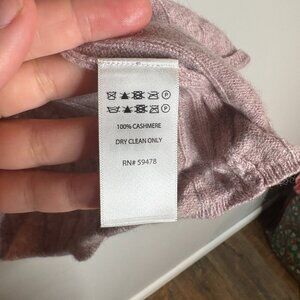 P
P
100% CASHMERE
DRY CLEAN ONLY
RN# 59478